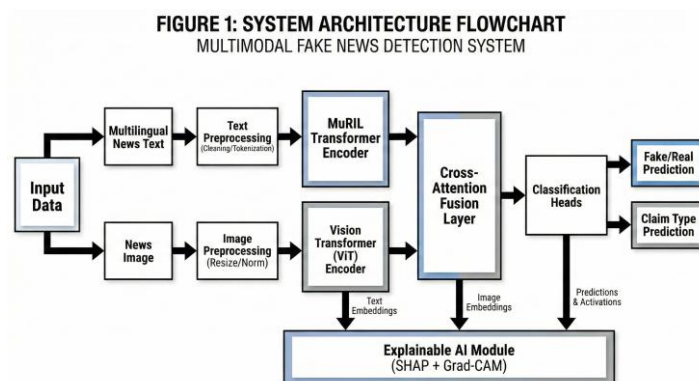 FIGURE 1: SYSTEM ARCHITECTURE FLOWCHART
MULTIMODAL FAKE NEWS DETECTION SYSTEM
Input
Data
Multilingual
News Text
Text
Preprocessing
(Cleaning/Tokenization)
MuRIL
Transformer
Encoder
News
Image
Image
Preprocessing
(Resize/Norm)
Vision
Transformer
(ViT)
Encoder
Cross-
Attention
Fusion
Layer
Classification
Heads
Fake/Real
Prediction
Claim Type
Prediction
Text
Embeddings
Image
Embeddings
Predictions
& Activations
Explainable AI Module
(SHAP + Grad-CAM)